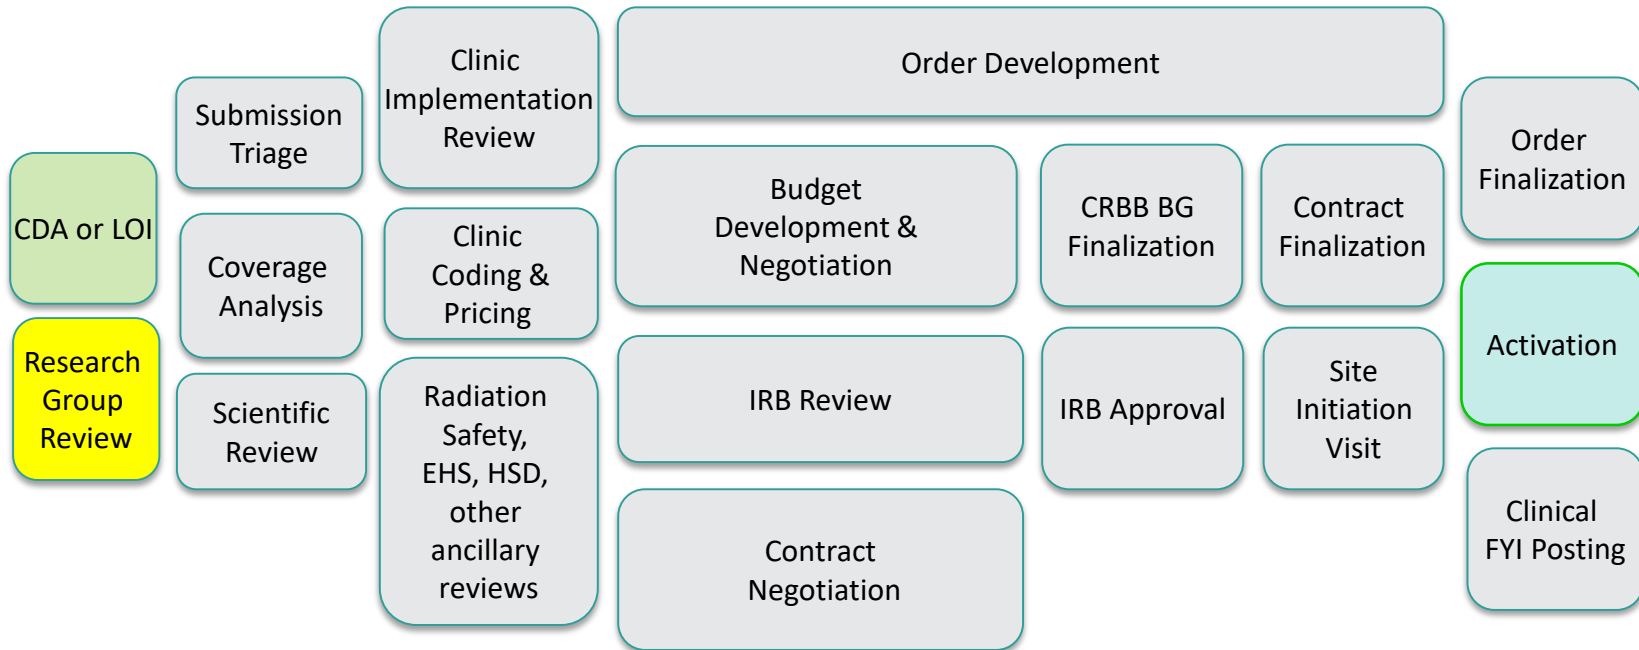 CDA or LOI
Research
Group
Review
Submission
Triage
Coverage
Analysis
Scientific
Review
Clinic
Implementation
Review
Clinic
Coding &
Pricing
Radiation
Safety,
EHS, HSD,
other
ancillary
reviews
Order Development
Budget
Development &
Negotiation
IRB Review
Contract
Negotiation
CRBB BG
Finalization
IRB Approval
Contract
Finalization
Site
Initiation
Visit
Order
Finalization
Activation
Clinical
FYI Posting